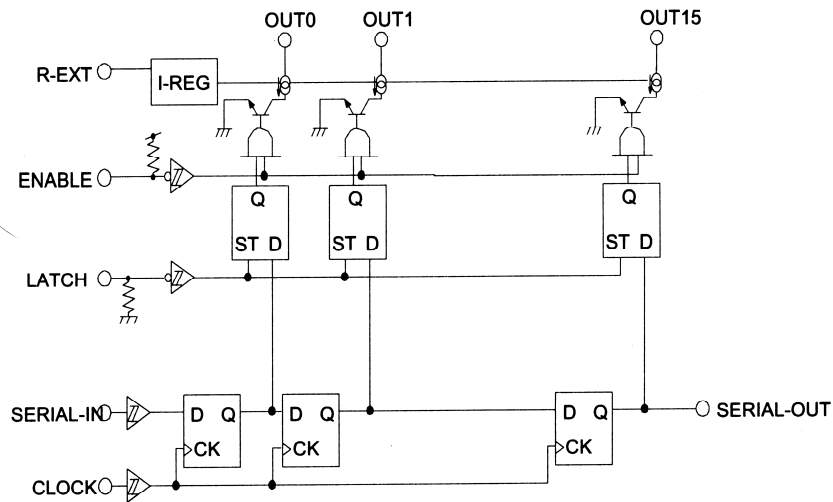 OUT0 OUT1 OUT15
R-EXT I-REG
ENABLE
Q Q Q
ST D ST D ST D
LATCH
SERIAL-IN D Q D Q D Q SERIAL-OUT
CK CK CK
CLOCK